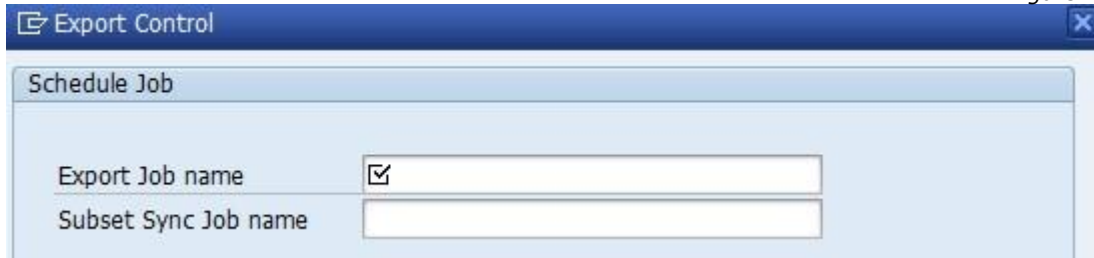 Export Control
Schedule Job
Export Job name
Subset Sync Job name